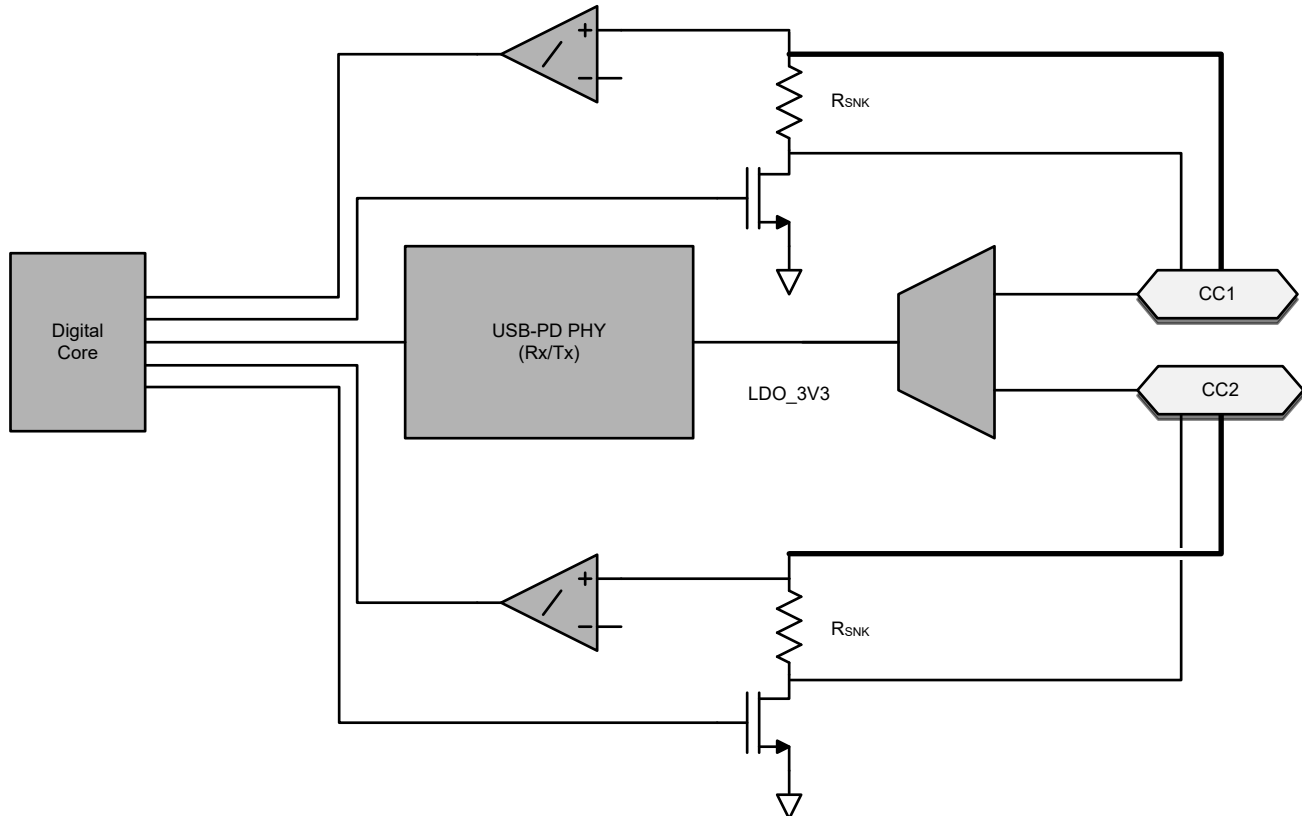 +
−
RSNK
Digital
Core
USB-PD PHY
(Rx/Tx)
CC1
LDO_3V3
CC2
+
−
RSNK